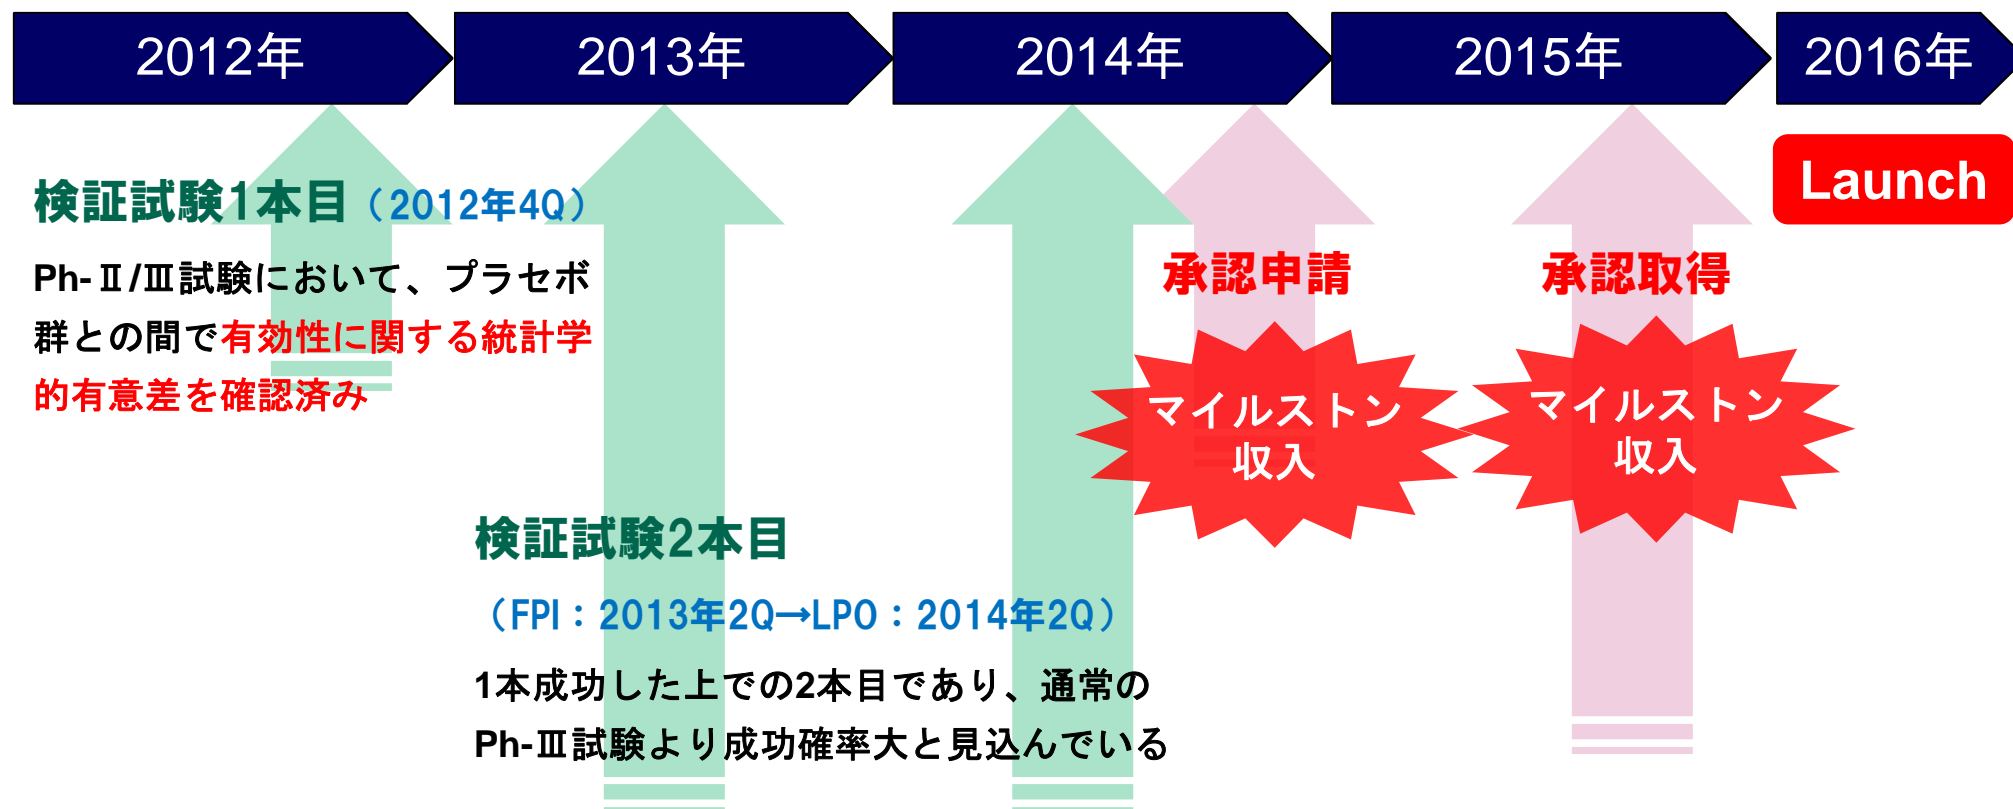 2012年
2013年
2014年
2015年
2016年
Launch
検証試験1本目（2012年4Q）
Ph-Ⅱ/Ⅲ試験において、プラセボ
群との間で有効性に関する統計学
的有意差を確認済み
承認申請
マイルストン
収入
承認取得
マイルストン
収入
検証試験2本目
（FPI：2013年2Q→LPO：2014年2Q）
1本成功した上での2本目であり、通常の
Ph-Ⅲ試験より成功確率大と見込んでいる